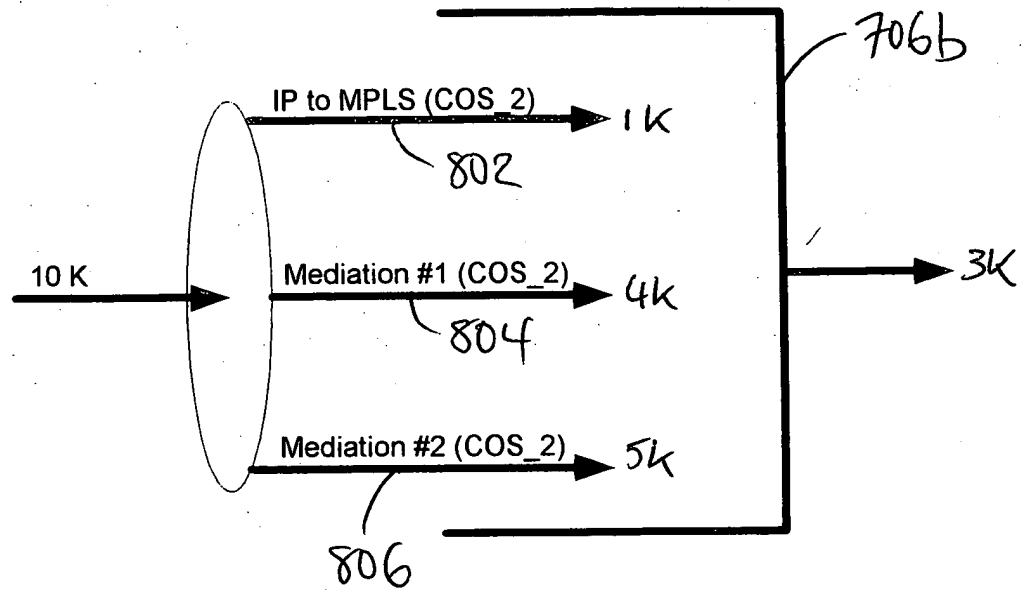 706b
IP to MPLS (COS_2)
1K
802
10 K
Mediation #1 (COS_2)
4K
3K
804
Mediation #2 (COS_2)
5K
806